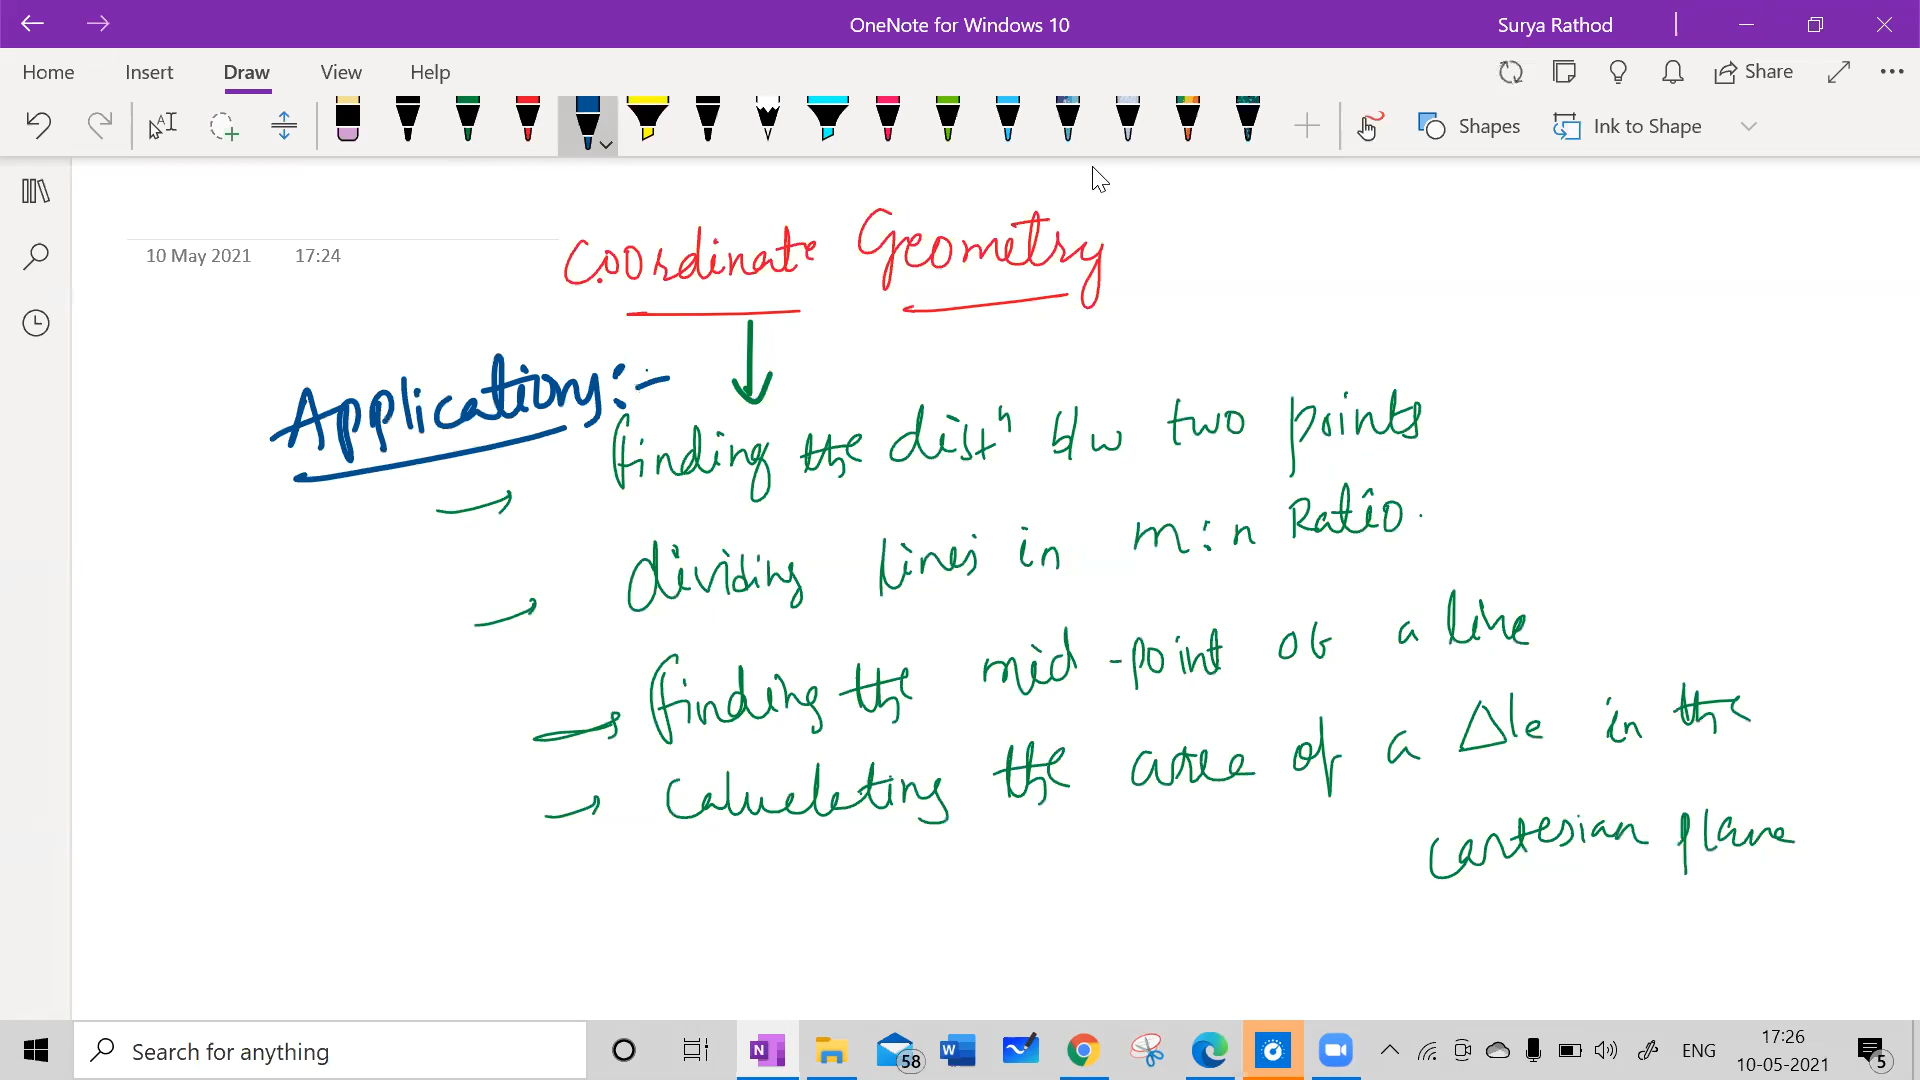 OneNote for Windows 10
Surya Rathod
Home Insert Draw View Help
Share
Shapes Ink to Shape
10 May 2021 17:24
Coordinate Geometry
Applications:-
finding the distⁿ b/w two points
dividing lines in m:n Ratio.
finding the mid-point of a line
Calculating the area of a Δle in the
cartesian plane
Search for anything
58
ENG
17:26
10-05-2021
5